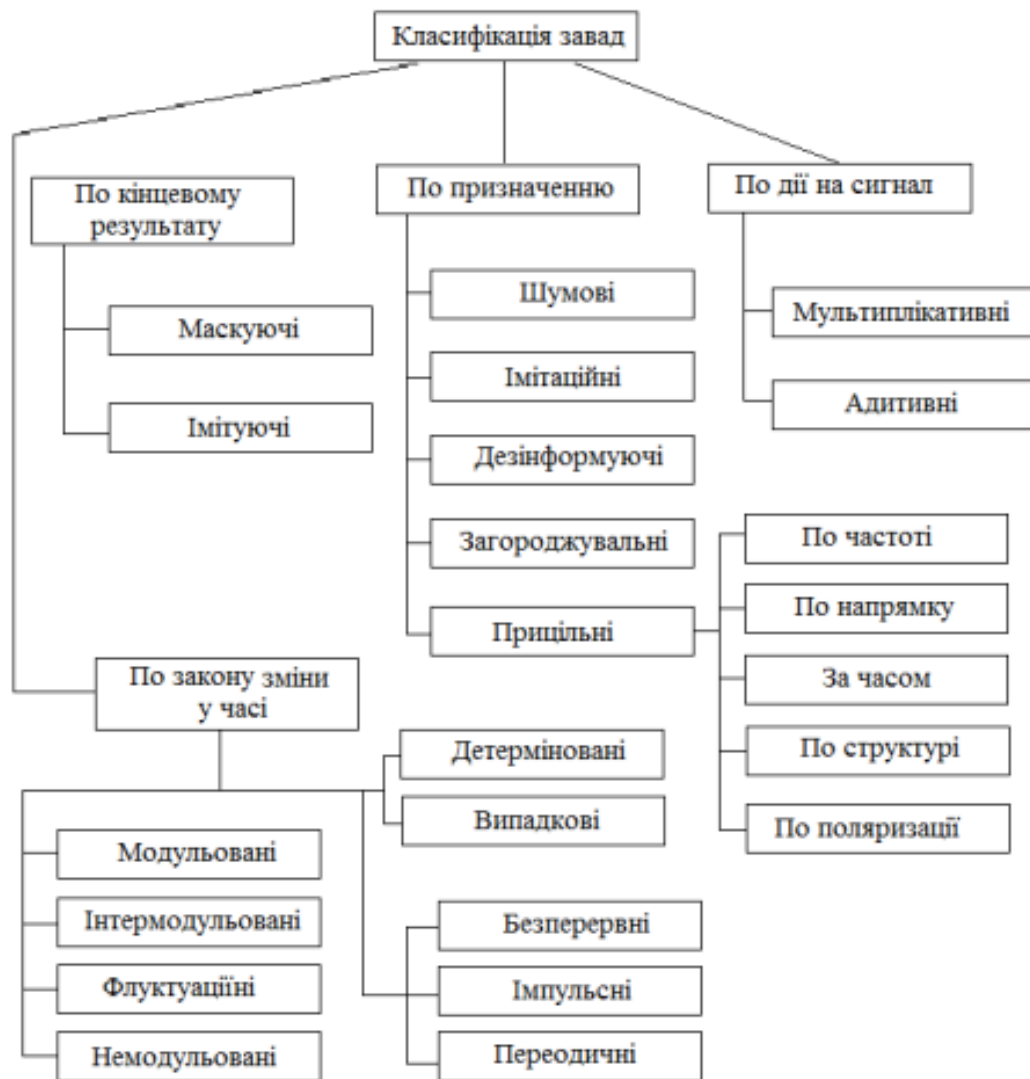 Класифікація завад
По кінцевому
результату
Маскуючі
Імітуючі
По призначенню
Шумові
Імітаційні
Дезінформуючі
Загороджувальні
Прицільні
По частоті
По напрямку
За часом
По структурі
По поляризації
По дії на сигнал
Мультиплікативні
Адитивні
По закону зміни
у часі
Детерміновані
Випадкові
Модульовані
Інтермодульовані
Флуктуаціїні
Немодульовані
Безперервні
Імпульсні
Переодичні